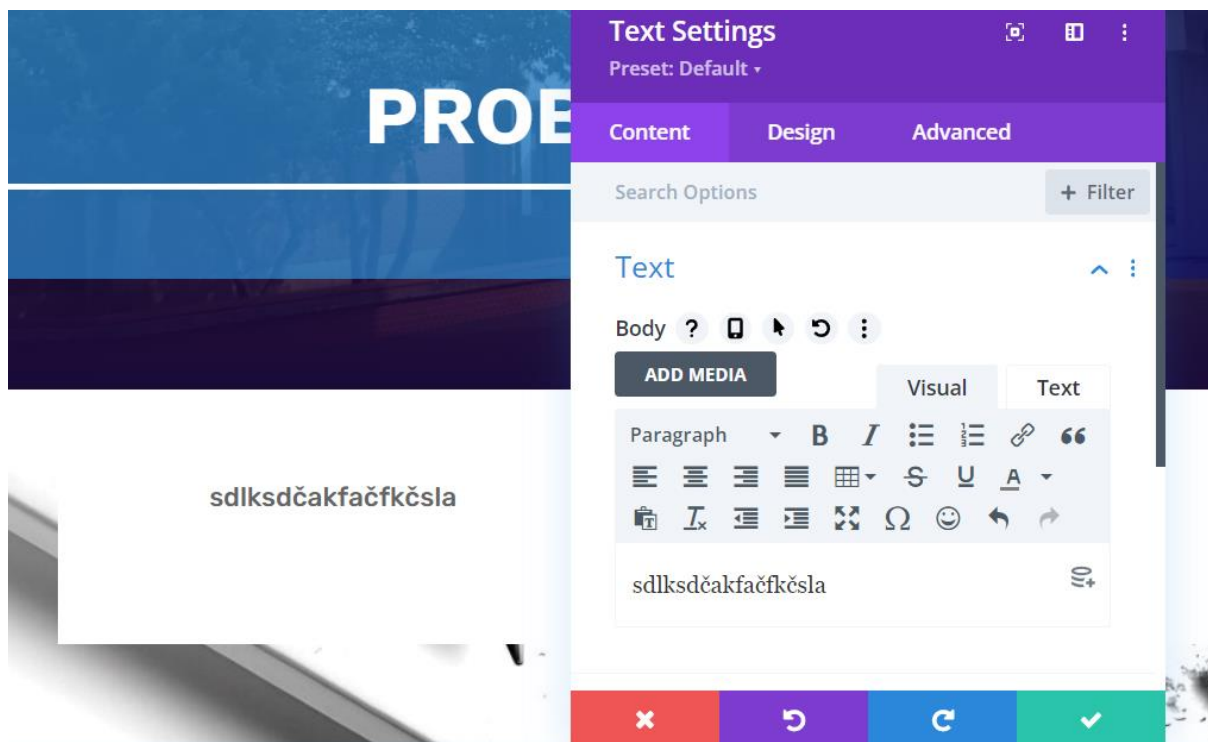 PROB
Text Settings
Preset: Default
Content Design Advanced
Search Options + Filter
Text
Body ?
ADD MEDIA
Visual Text
Paragraph B I
S U A
sdlksdčakfačfkčsla
sdlksdčakfačfkčsla